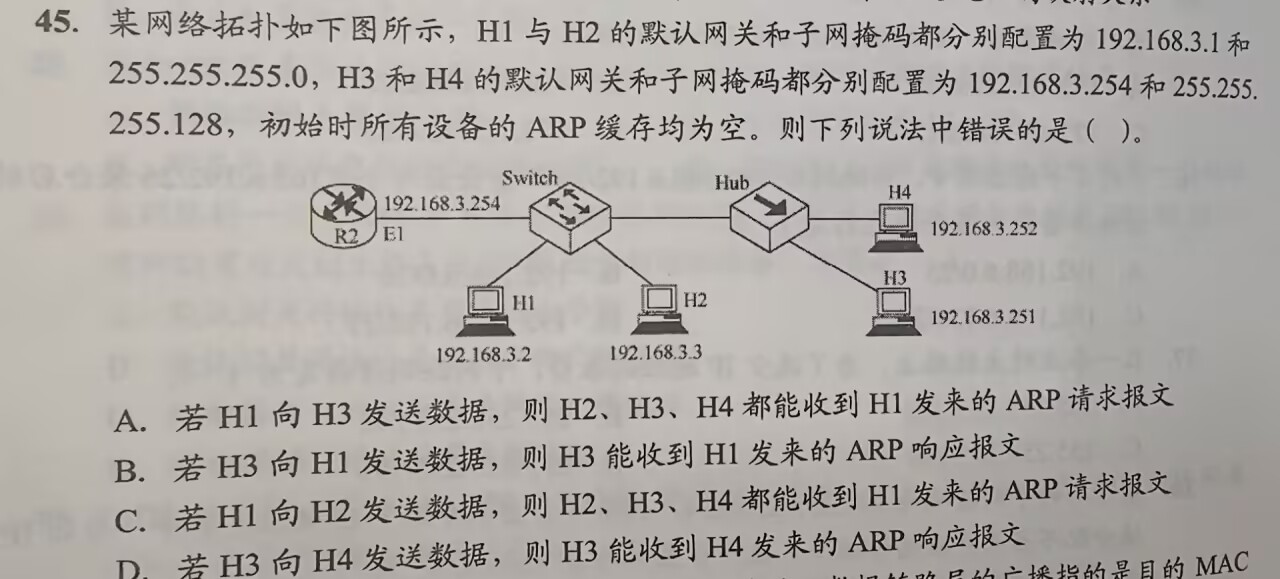 45. 某网络拓扑如下图所示，H1 与 H2 的默认网关和子网掩码都分别配置为 192.168.3.1 和
255.255.255.0，H3 和 H4 的默认网关和子网掩码都分别配置为 192.168.3.254 和 255.255.
255.128，初始时所有设备的 ARP 缓存均为空。则下列说法中错误的是（ ）。
Switch
Hub
H4
192.168.3.254
R2
E1
192.168.3.252
H3
H1
H2
192.168.3.251
192.168.3.2
192.168.3.3
A. 若 H1 向 H3 发送数据，则 H2、H3、H4 都能收到 H1 发来的 ARP 请求报文
B. 若 H3 向 H1 发送数据，则 H3 能收到 H1 发来的 ARP 响应报文
C. 若 H1 向 H2 发送数据，则 H2、H3、H4 都能收到 H1 发来的 ARP 请求报文
D. 若 H3 向 H4 发送数据，则 H3 能收到 H4 发来的 ARP 响应报文
的广播指的是目的 MAC